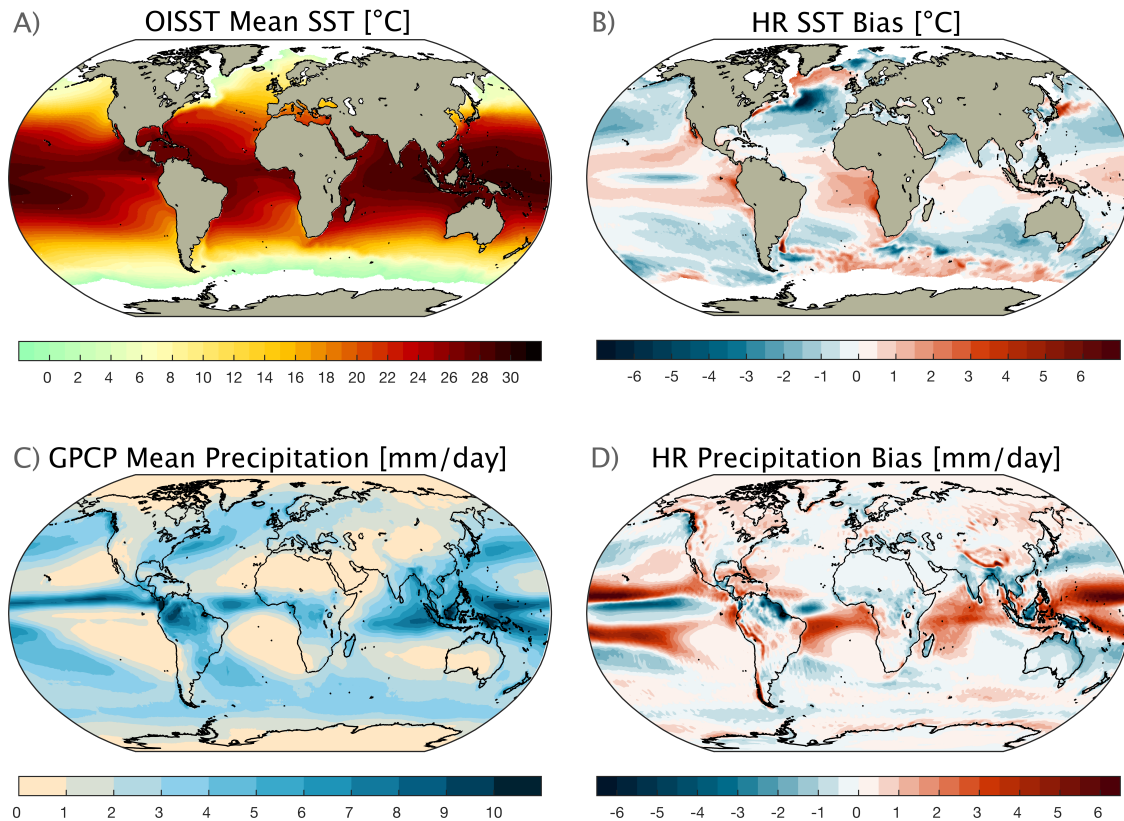 A) OISST Mean SST [°C]
B) HR SST Bias [°C]
0 2 4 6 8 10 12 14 16 18 20 22 24 26 28 30
-6 -5 -4 -3 -2 -1 0 1 2 3 4 5 6
C) GPCP Mean Precipitation [mm/day]
D) HR Precipitation Bias [mm/day]
0 1 2 3 4 5 6 7 8 9 10
-6 -5 -4 -3 -2 -1 0 1 2 3 4 5 6